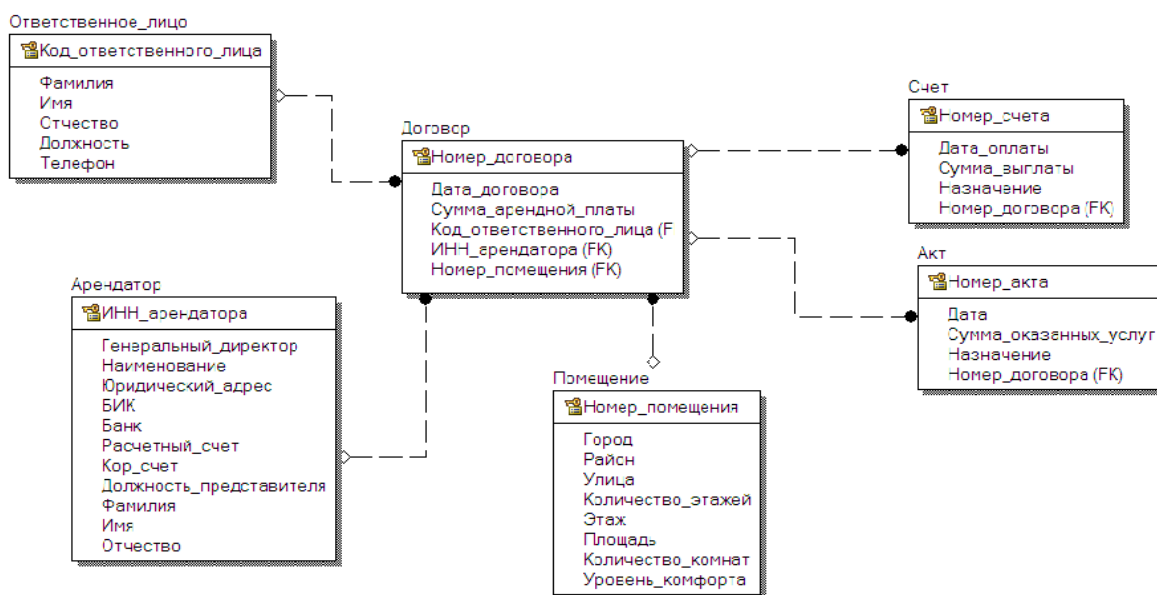 Ответственное_лицо
Код_ответственного_лица
Фамилия
Имя
Отчество
Должность
Телефон
Договор
Номер_договора
Дата_договора
Сумма_арендной_платы
Код_ответственного_лица (F
ИНН_арендатора (FK)
Номер_помещения (FK)
Счет
Номер_счета
Дата_оплаты
Сумма_выплаты
Назначение
Номер_договора (FK)
Акт
Номер_акта
Дата
Сумма_оказанных_услуг
Назначение
Номер_договора (FK)
Арендатор
ИНН_арендатора
Генеральный_директор
Наименование
Юридический_адрес
БИК
Банк
Расчетный_счет
Кор_счет
Должность_представителя
Фамилия
Имя
Отчество
Помещение
Номер_помещения
Город
Район
Улица
Количество_этажей
Этаж
Площадь
Количество_комнат
Уровень_комфорта